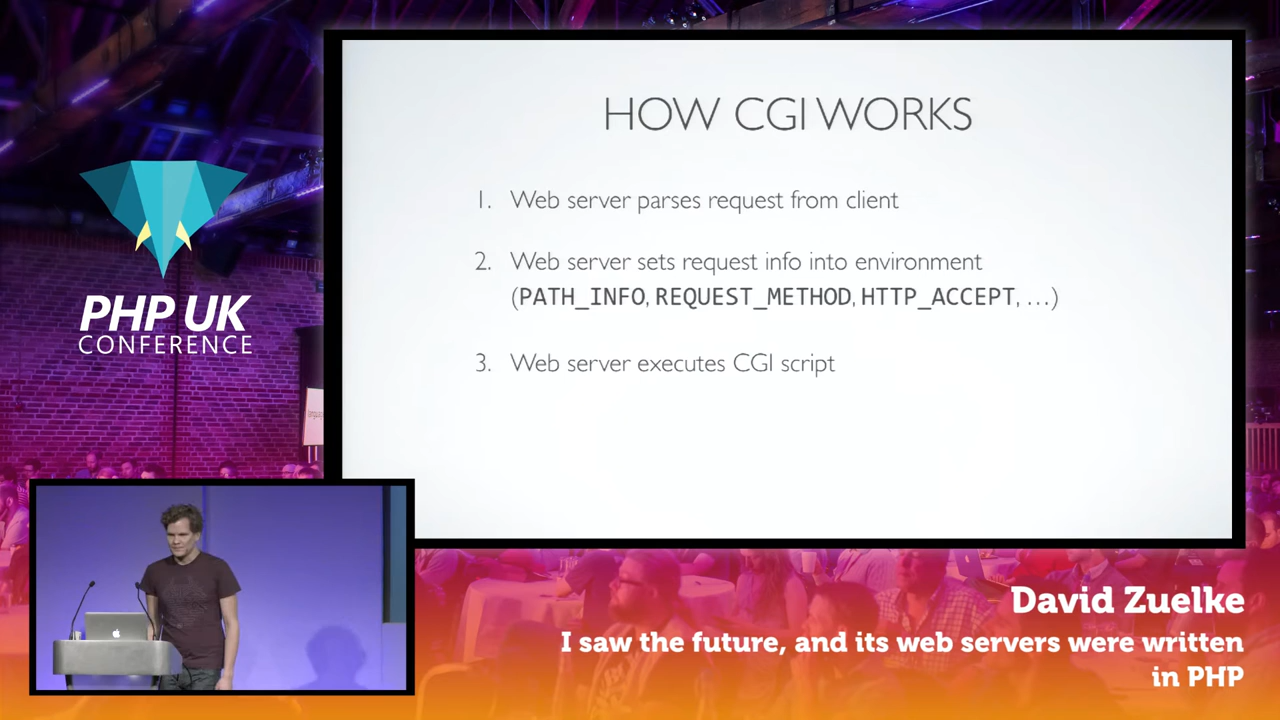 HOW CGI WORKS
1. Web server parses request from client
2. Web server sets request info into environment
(PATH_INFO, REQUEST_METHOD, HTTP_ACCEPT, …)
3. Web server executes CGI script
PHP UK
CONFERENCE
David Zuelke
I saw the future, and its web servers were written
in PHP